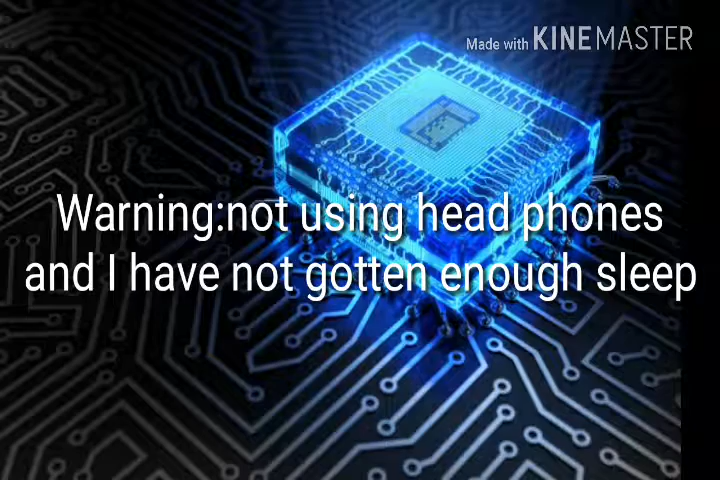 Made with KINEMASTER
Warning:not using head phones
and I have not gotten enough sleep